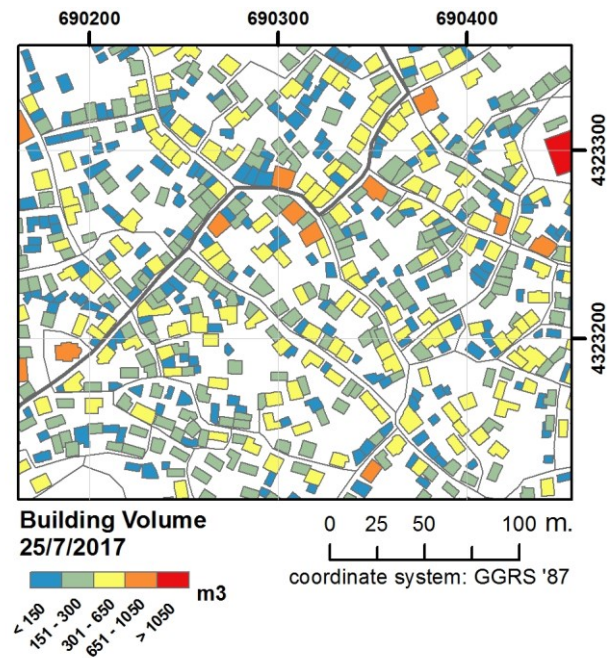 690200 690300 690400
4323300
4323200
Building Volume
25/7/2017
0 25 50 100 m.
coordinate system: GGRS '87
m3
< 150
151 - 300
301 - 650
651 - 1050
> 1050